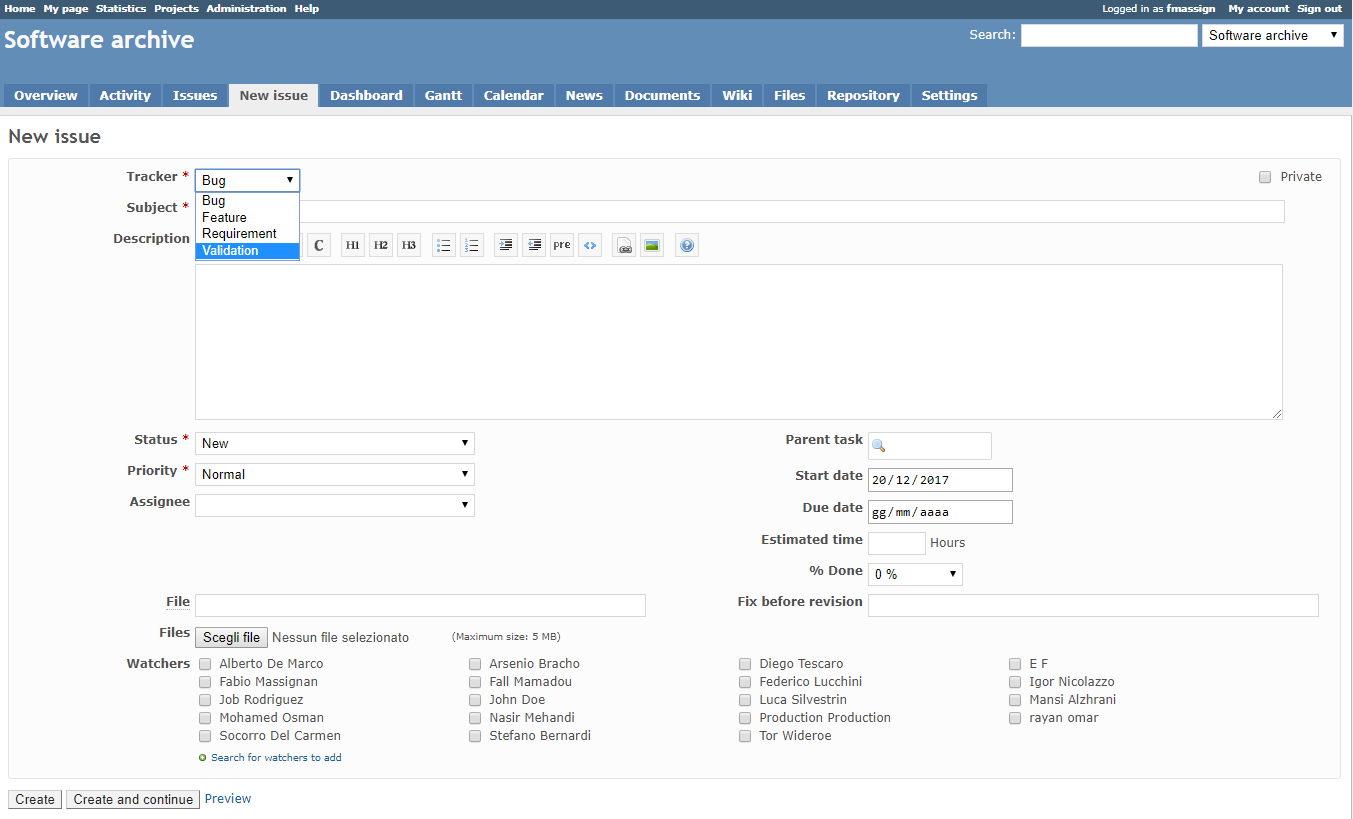 Home My page Statistics Projects Administration Help Logged in as fmassign My account Sign out
Software archive Search: Software archive
Overview Activity Issues New issue Dashboard Gantt Calendar News Documents Wiki Files Repository Settings
New issue
Tracker * Bug Private
Bug
Subject *
Feature
Requirement
Description Validation C H1 H2 H3 pre
Status * New Parent task
Priority * Normal Start date 20/12/2017
Assignee Due date gg/mm/aaaa
Estimated time Hours
% Done 0 %
File Fix before revision
Files Scegli file Nessun file selezionato (Maximum size: 5 MB)
Watchers Alberto De Marco Arsenio Bracho Diego Tescaro E F
Fabio Massignan Fall Mamadou Federico Lucchini Igor Nicolazzo
Job Rodriguez John Doe Luca Silvestrin Mansi Alzhrani
Mohamed Osman Nasir Mehandi Production Production rayan omar
Socorro Del Carmen Stefano Bernardi Tor Wideroe
Search for watchers to add
Create Create and continue Preview